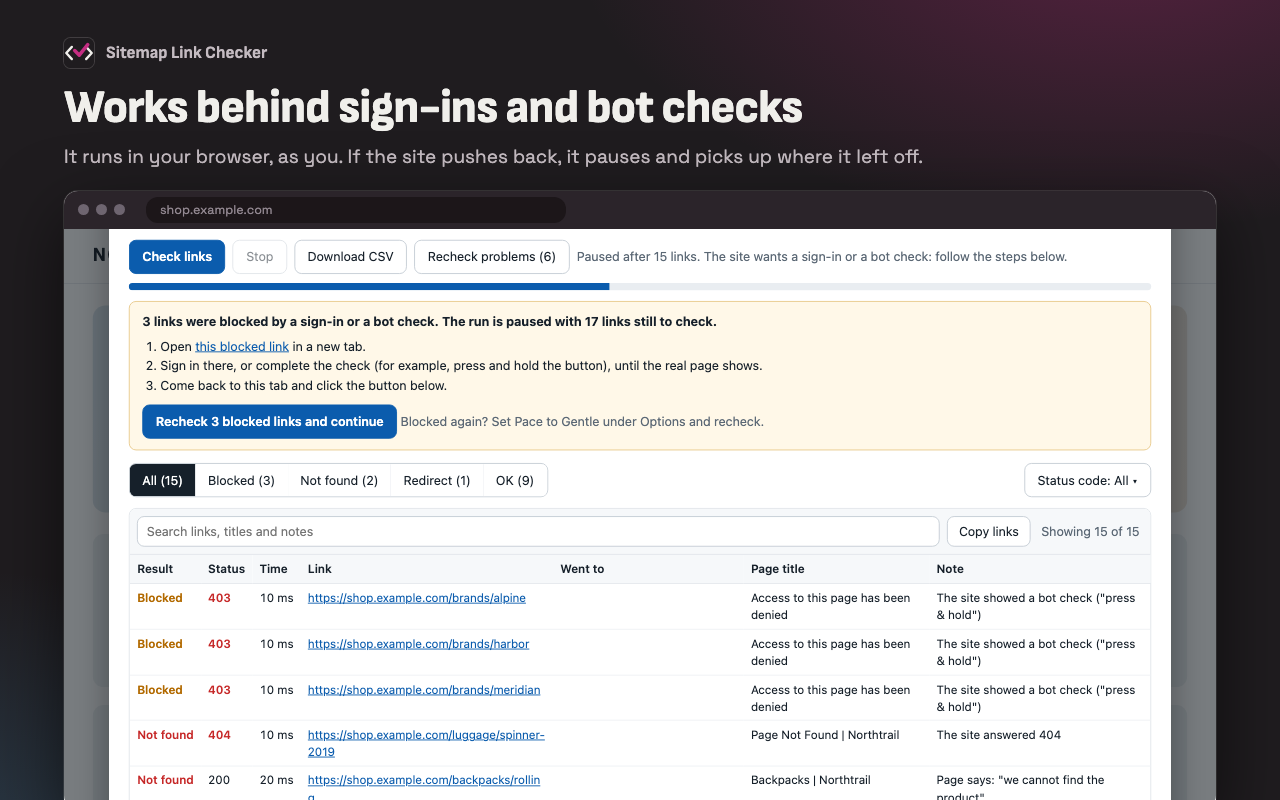 Sitemap Link Checker
Works behind sign-ins and bot checks
It runs in your browser, as you. If the site pushes back, it pauses and picks up where it left off.
shop.example.com
Check links Stop Download CSV Recheck problems (6) Paused after 15 links. The site wants a sign-in or a bot check: follow the steps below.
3 links were blocked by a sign-in or a bot check. The run is paused with 17 links still to check.
1. Open this blocked link in a new tab.
2. Sign in there, or complete the check (for example, press and hold the button), until the real page shows.
3. Come back to this tab and click the button below.
Recheck 3 blocked links and continue Blocked again? Set Pace to Gentle under Options and recheck.
All (15) Blocked (3) Not found (2) Redirect (1) OK (9) Status code: All
Search links, titles and notes Copy links Showing 15 of 15
Result Status Time Link Went to Page title Note
Blocked 403 10 ms https://shop.example.com/brands/alpine Access to this page has been The site showed a bot check ("press
denied & hold")
Blocked 403 10 ms https://shop.example.com/brands/harbor Access to this page has been The site showed a bot check ("press
denied & hold")
Blocked 403 10 ms https://shop.example.com/brands/meridian Access to this page has been The site showed a bot check ("press
denied & hold")
Not found 404 10 ms https://shop.example.com/luggage/spinner- Page Not Found | Northtrail The site answered 404
2019
Not found 200 20 ms https://shop.example.com/backpacks/rollin Backpacks | Northtrail Page says: "we cannot find the
g product"